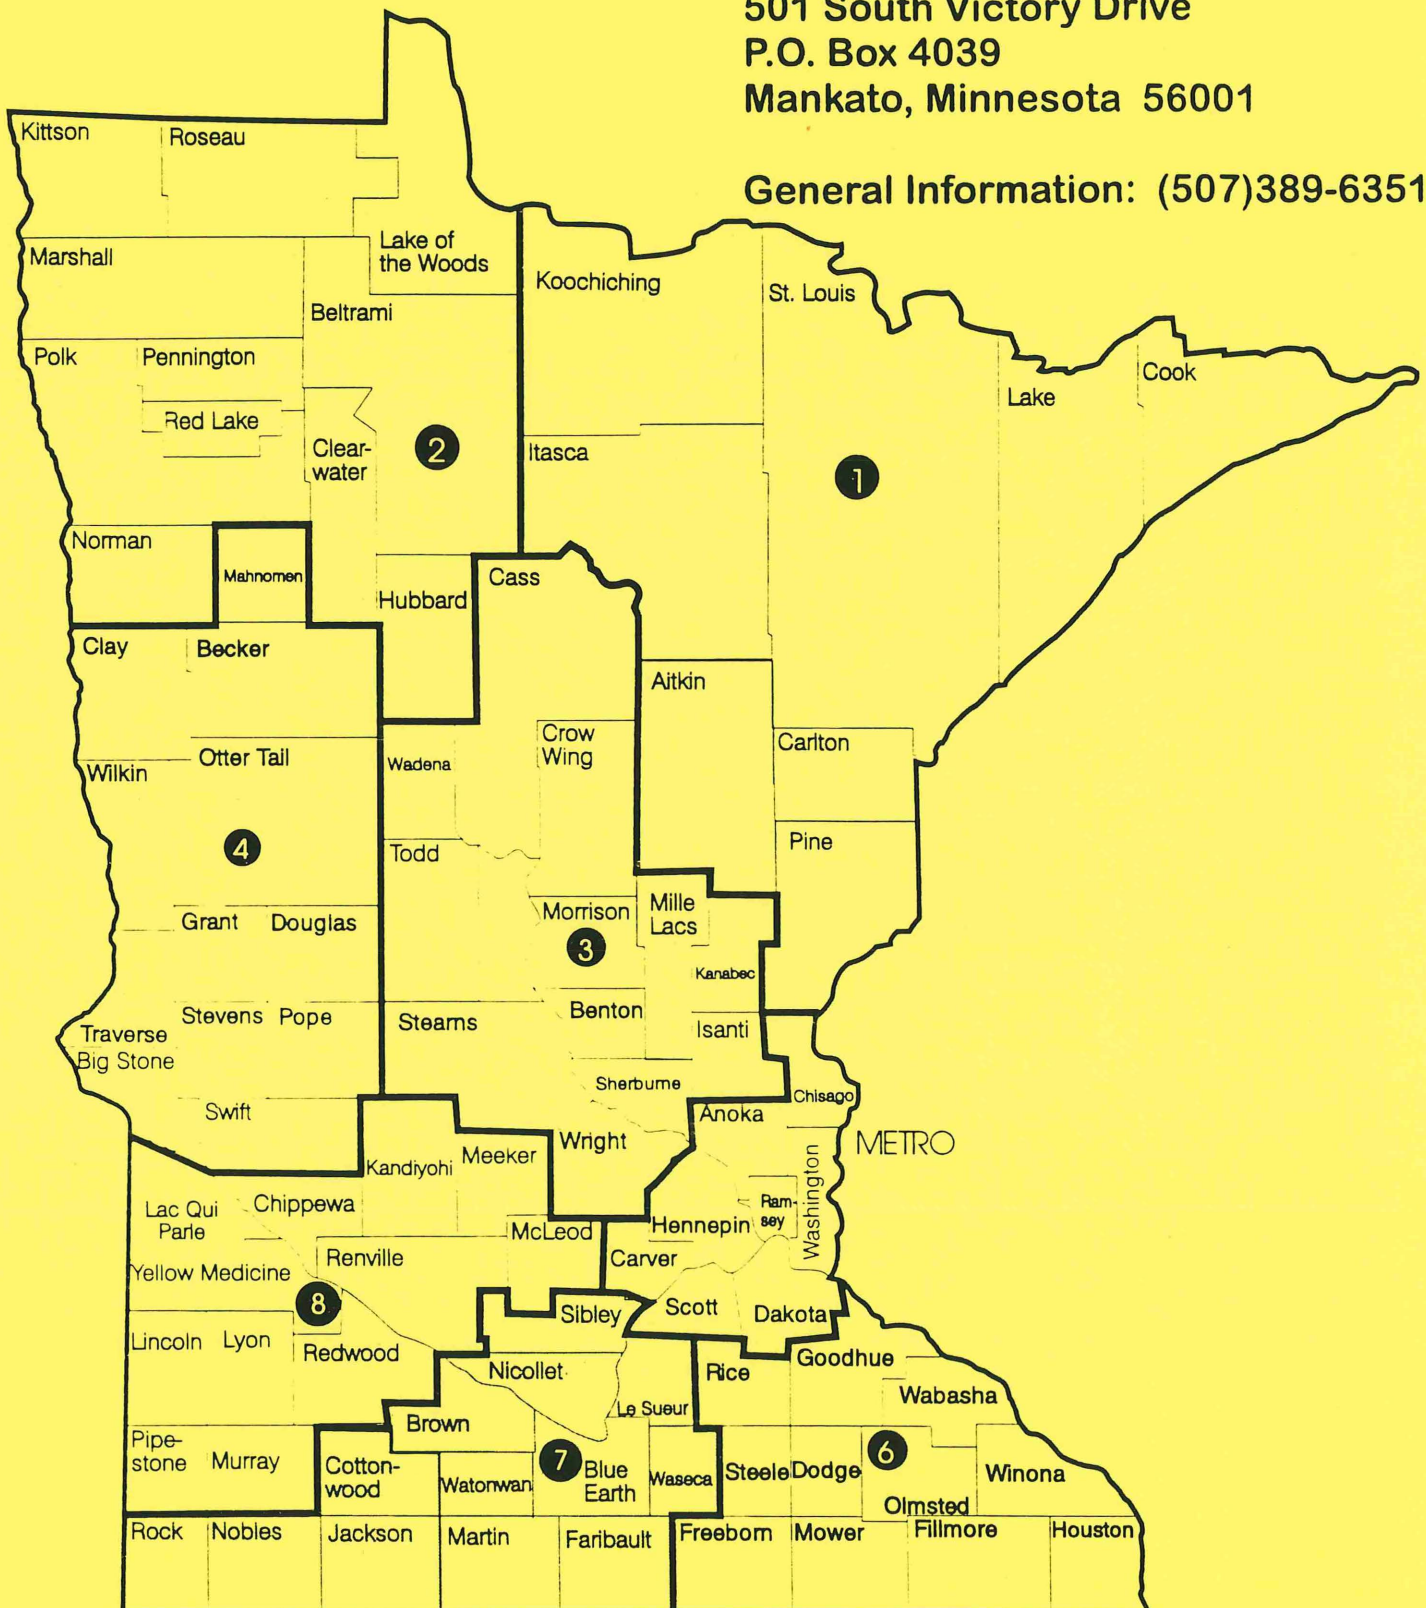 501 South Victory Drive
P.O. Box 4039
Mankato, Minnesota 56001
General Information: (507)389-6351
Kittson
Roseau
Lake of
the Woods
Marshall
Beltrami
Koochiching
St. Louis
Polk
Pennington
Red Lake
Clear-
water
2
Itasca
1
Lake
Cook
Norman
Mahnomen
Hubbard
Cass
Clay
Becker
Aitkin
Wilkin
Otter Tail
Wadena
Crow
Wing
Carlton
4
Todd
Pine
Grant
Douglas
Morrison
Mille
Lacs
3
Kanabec
Traverse
Big Stone
Stevens
Pope
Stearns
Benton
Isanti
Sherburne
Swift
Anoka
Chisago
METRO
Kandiyohi
Meeker
Wright
Washington
Lac Qui
Parle
Chippewa
McLeod
Hennepin
Ram-
sey
Yellow Medicine
Renville
Carver
8
Sibley
Scott
Dakota
Lincoln
Lyon
Redwood
Nicollet
Rice
Goodhue
Wabasha
Brown
Le Sueur
Pipe-
stone
Murray
Cotton-
wood
Watonwan
7
Blue
Earth
Waseca
Steele
Dodge
6
Olmsted
Winona
Rock
Nobles
Jackson
Martin
Faribault
Freeborn
Mower
Fillmore
Houston